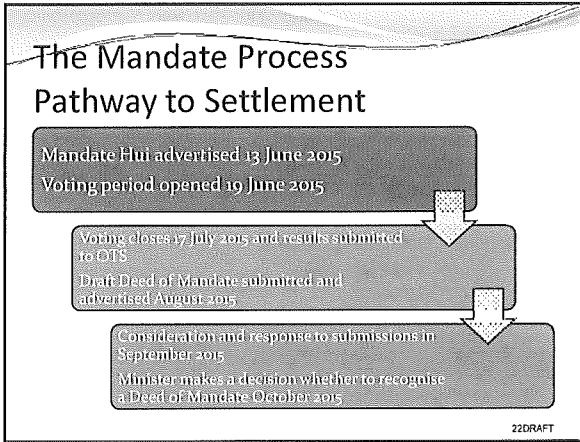 The Mandate Process
Pathway to Settlement
Mandate Hui advertised 13 June 2015
Voting period opened 19 June 2015
Voting closes 17 July 2015 and results submitted
to OTS
Draft Deed of Mandate submitted and
advertised August 2015
Consideration and response to submissions in
September 2015
Minister makes a decision whether to recognise
a Deed of Mandate October 2015
22DRAFT